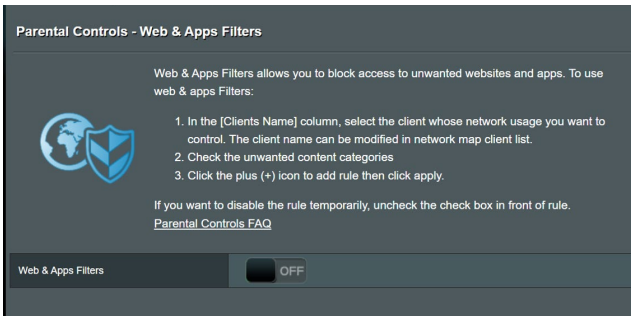 Parental Controls - Web & Apps Filters
Web & Apps Filters allows you to block access to unwanted websites and apps. To use
web & apps Filters:
1. In the [Clients Name] column, select the client whose network usage you want to
control. The client name can be modified in network map client list.
2. Check the unwanted content categories
3. Click the plus (+) icon to add rule then click apply.
If you want to disable the rule temporarily, uncheck the check box in front of rule.
Parental Controls FAQ
Web & Apps Filters
OFF